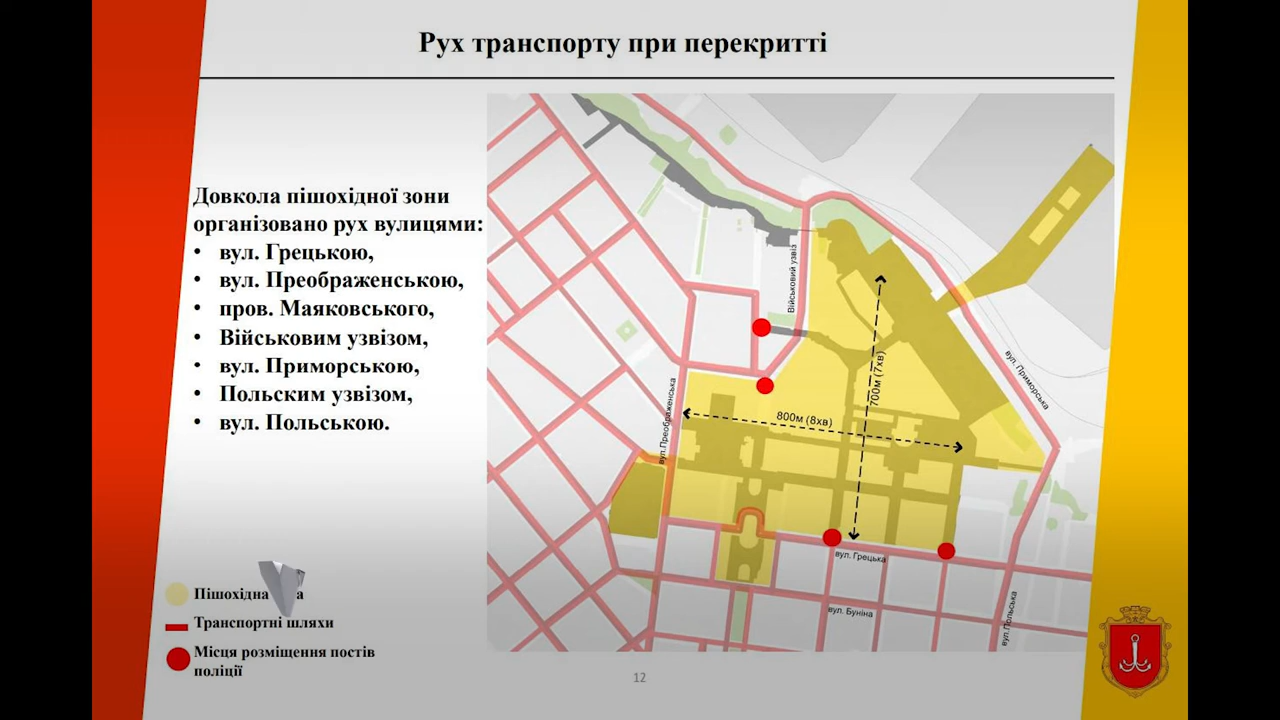 Рух транспорту при перекритті
Довкола пішохідної зони
організовано рух вулицями:
• вул. Грецькою,
• вул. Преображенською,
• пров. Маяковського,
• Військовим узвізом,
• вул. Приморською,
• Польским узвізом,
• вул. Польською.
Військовий узвіз
вул. Приморська
700м (7хв)
800м (8хв)
вул.Преображенська
вул. Грецька
вул. Буніна
вул.Польська
Пішохідна
Транспортні шляхи
Місця розміщення постів
поліції
12